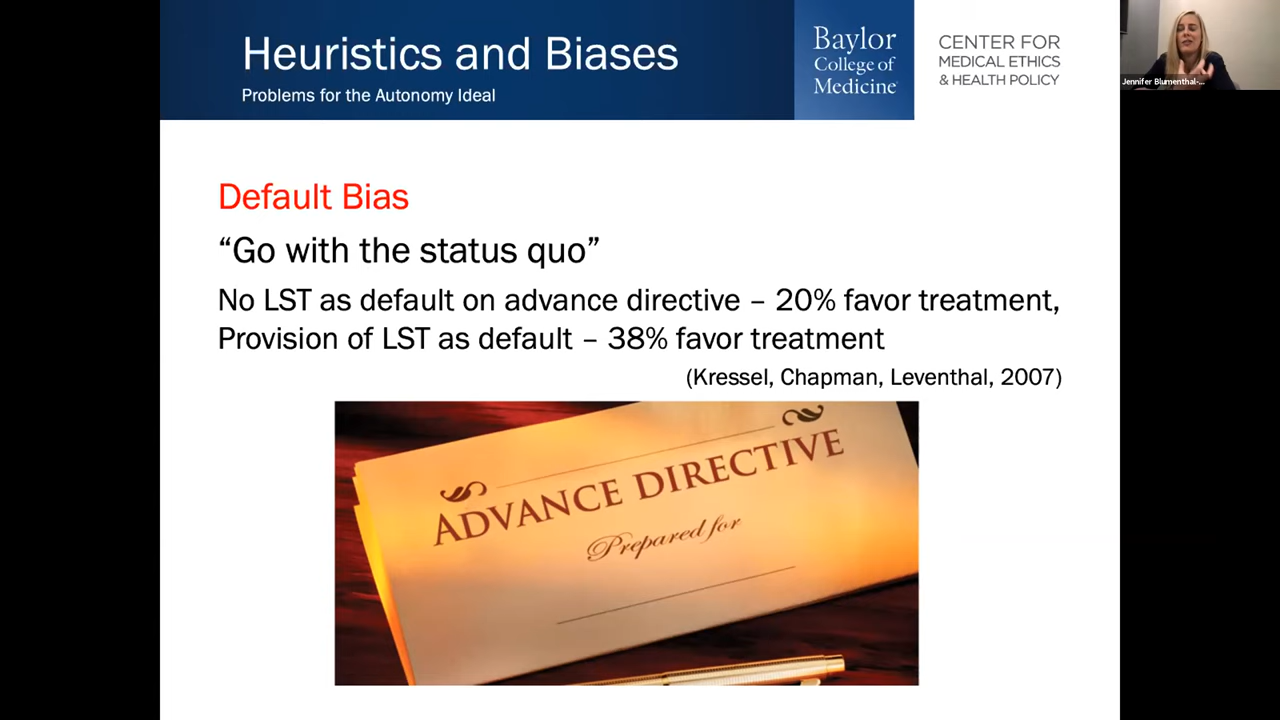 Heuristics and Biases
Problems for the Autonomy Ideal
Baylor
College of
Medicine
CENTER FOR
MEDICAL ETHICS
& HEALTH POLICY
Jennifer Blumenthal-...
Default Bias
“Go with the status quo”
No LST as default on advance directive – 20% favor treatment,
Provision of LST as default – 38% favor treatment
(Kressel, Chapman, Leventhal, 2007)
ADVANCE DIRECTIVE
Prepared for